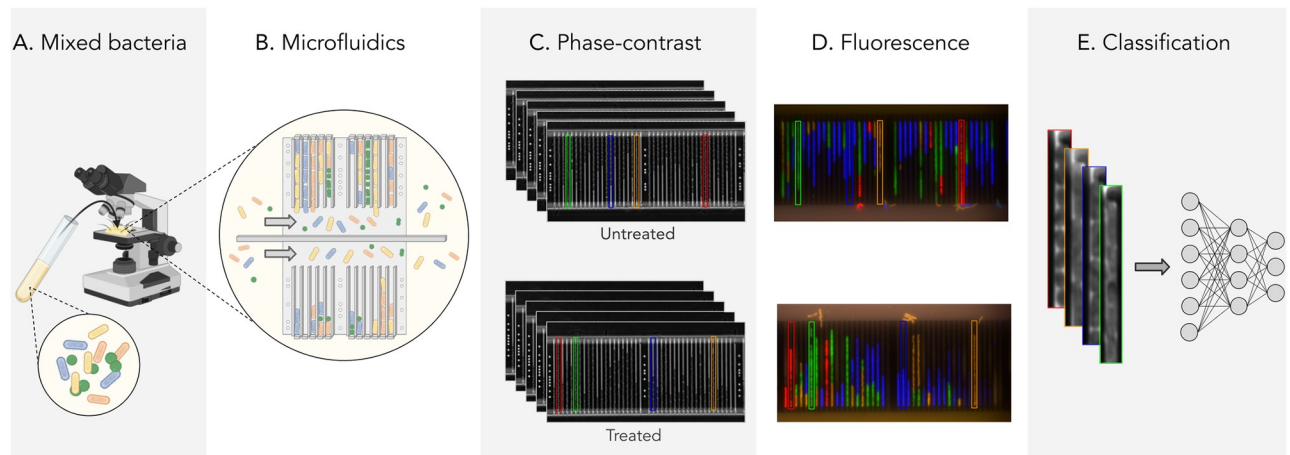 A. Mixed bacteria
B. Microfluidics
C. Phase-contrast
D. Fluorescence
E. Classification
Untreated
Treated